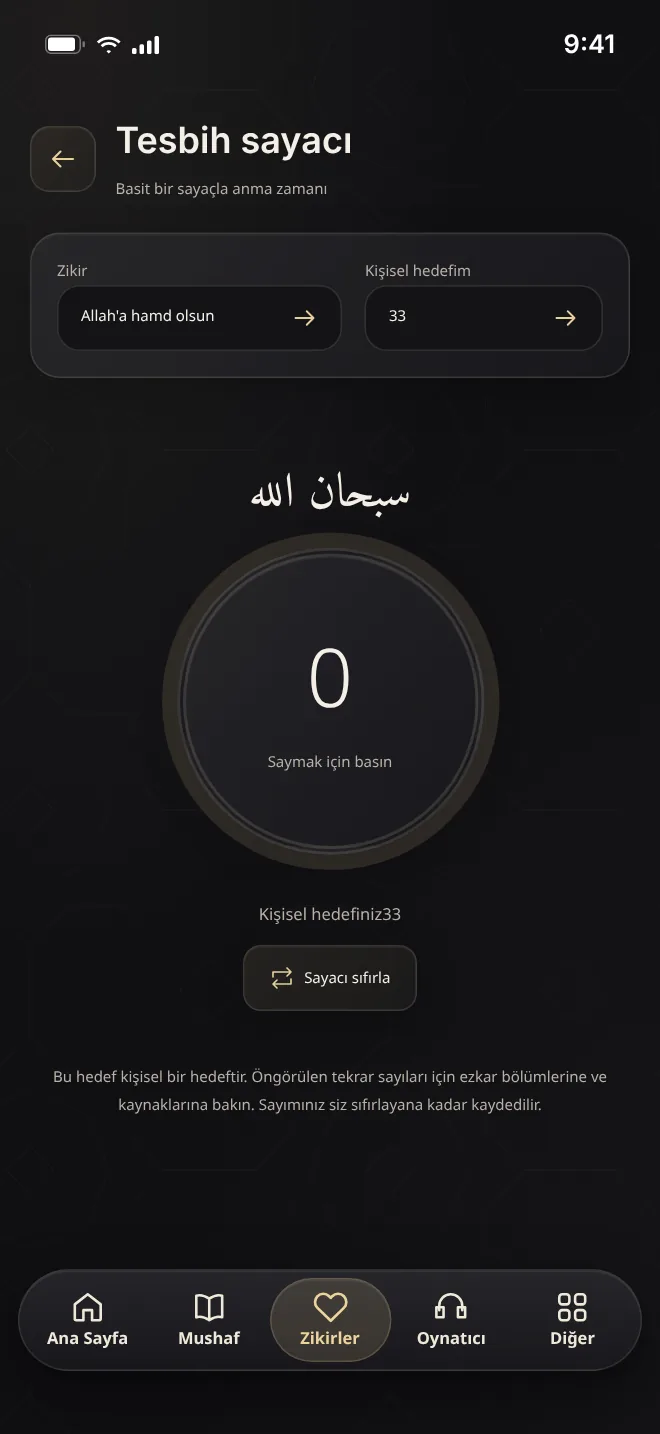 9:41
Tesbih sayacı
Basit bir sayaçla anma zamanı
Zikir
Kişisel hedefim
Allah'a hamd olsun
33
سبحان الله
0
Saymak için basın
Kişisel hedefiniz33
Sayacı sıfırla
Bu hedef kişisel bir hedeftir. Öngörülen tekrar sayıları için ezkar bölümlerine ve
kaynaklarına bakın. Sayımınız siz sıfırlayana kadar kaydedilir.
Ana Sayfa
Mushaf
Zikirler
Oynatıcı
Diğer